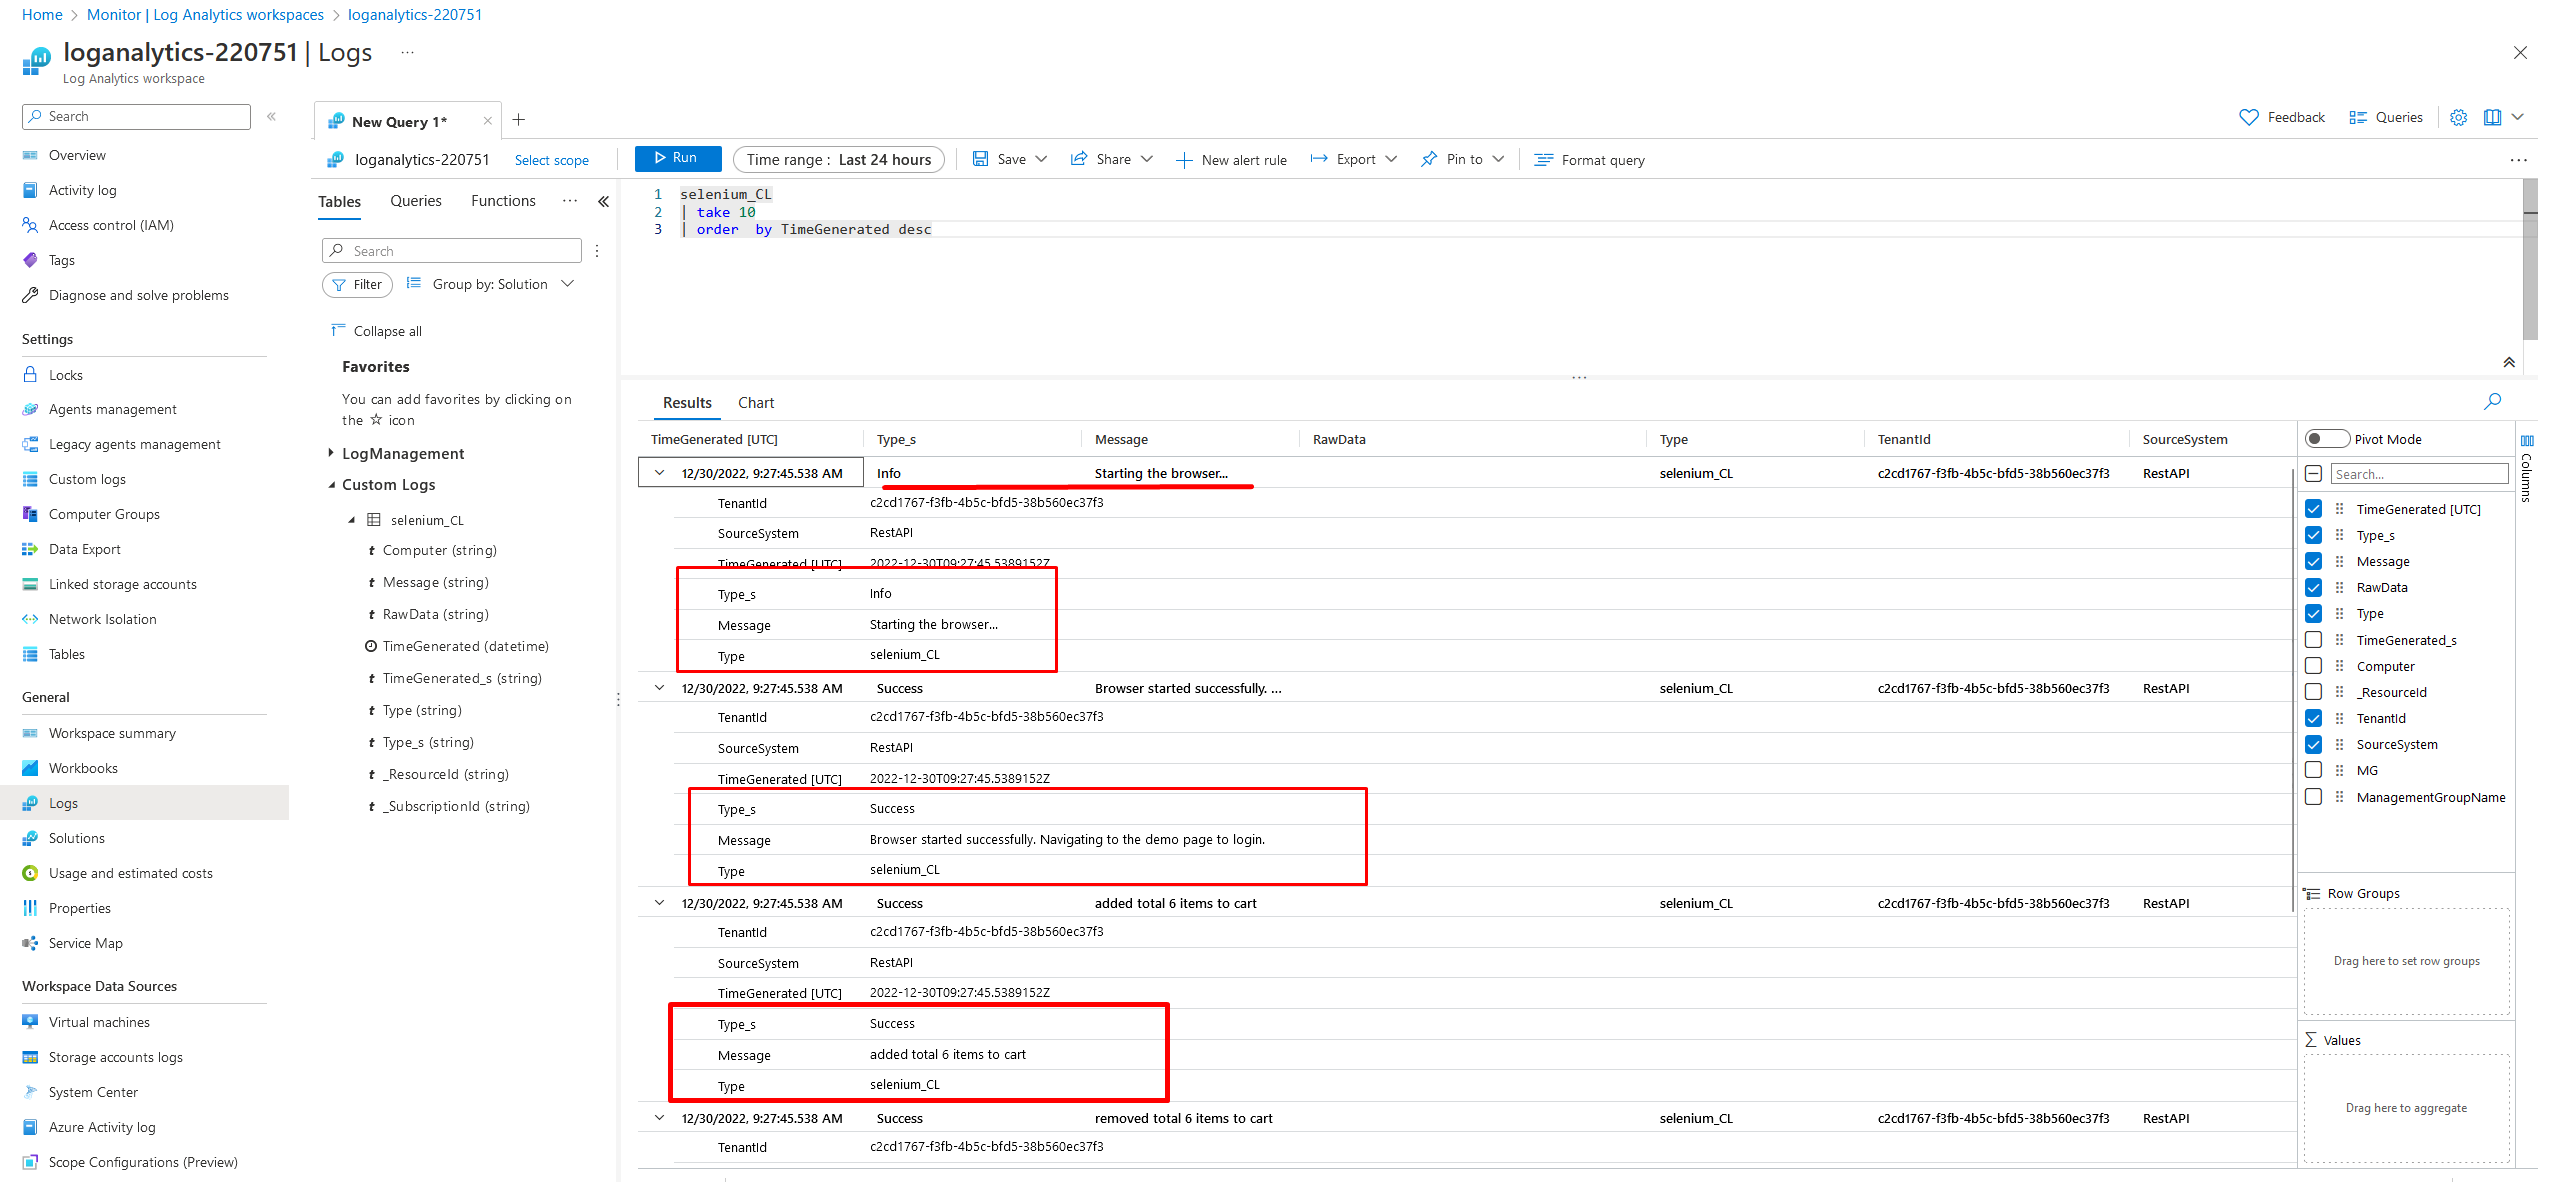 Home > Monitor | Log Analytics workspaces > loganalytics-220751
loganalytics-220751 | Logs ...
Log Analytics workspace
Search
Overview
Activity log
Access control (IAM)
Tags
Diagnose and solve problems
Settings
Locks
Agents management
Legacy agents management
Custom logs
Computer Groups
Data Export
Linked storage accounts
Network Isolation
Tables
General
Workspace summary
Workbooks
Logs
Solutions
Usage and estimated costs
Properties
Service Map
Workspace Data Sources
Virtual machines
Storage accounts logs
System Center
Azure Activity log
Scope Configurations (Preview)
New Query 1*
Feedback
Queries
loganalytics-220751
Select scope
Run
Time range : Last 24 hours
Save
Share
New alert rule
Export
Pin to
Format query
Tables
Queries
Functions
Search
Filter
Group by: Solution
Collapse all
Favorites
You can add favorites by clicking on
the ☆ icon
LogManagement
Custom Logs
selenium_CL
t Computer (string)
t Message (string)
t RawData (string)
TimeGenerated (datetime)
t TimeGenerated_s (string)
t Type (string)
t Type_s (string)
t _ResourceId (string)
t _SubscriptionId (string)
1 selenium_CL
2 | take 10
3 | order  by TimeGenerated desc
Results
Chart
TimeGenerated [UTC] Type_s Message RawData Type TenantId SourceSystem
12/30/2022, 9:27:45.538 AM Info Starting the browser... selenium_CL c2cd1767-f3fb-4b5c-bfd5-38b560ec37f3 RestAPI
TenantId c2cd1767-f3fb-4b5c-bfd5-38b560ec37f3
SourceSystem RestAPI
TimeGenerated [UTC] 2022-12-30T09:27:45.5389152Z
Type_s Info
Message Starting the browser...
Type selenium_CL
12/30/2022, 9:27:45.538 AM Success Browser started successfully. ... selenium_CL c2cd1767-f3fb-4b5c-bfd5-38b560ec37f3 RestAPI
TenantId c2cd1767-f3fb-4b5c-bfd5-38b560ec37f3
SourceSystem RestAPI
TimeGenerated [UTC] 2022-12-30T09:27:45.5389152Z
Type_s Success
Message Browser started successfully. Navigating to the demo page to login.
Type selenium_CL
12/30/2022, 9:27:45.538 AM Success added total 6 items to cart selenium_CL c2cd1767-f3fb-4b5c-bfd5-38b560ec37f3 RestAPI
TenantId c2cd1767-f3fb-4b5c-bfd5-38b560ec37f3
SourceSystem RestAPI
TimeGenerated [UTC] 2022-12-30T09:27:45.5389152Z
Type_s Success
Message added total 6 items to cart
Type selenium_CL
12/30/2022, 9:27:45.538 AM Success removed total 6 items to cart selenium_CL c2cd1767-f3fb-4b5c-bfd5-38b560ec37f3 RestAPI
TenantId c2cd1767-f3fb-4b5c-bfd5-38b560ec37f3
Pivot Mode
Columns
Search...
TimeGenerated [UTC]
Type_s
Message
RawData
Type
TimeGenerated_s
Computer
_ResourceId
TenantId
SourceSystem
MG
ManagementGroupName
Row Groups
Drag here to set row groups
Values
Drag here to aggregate